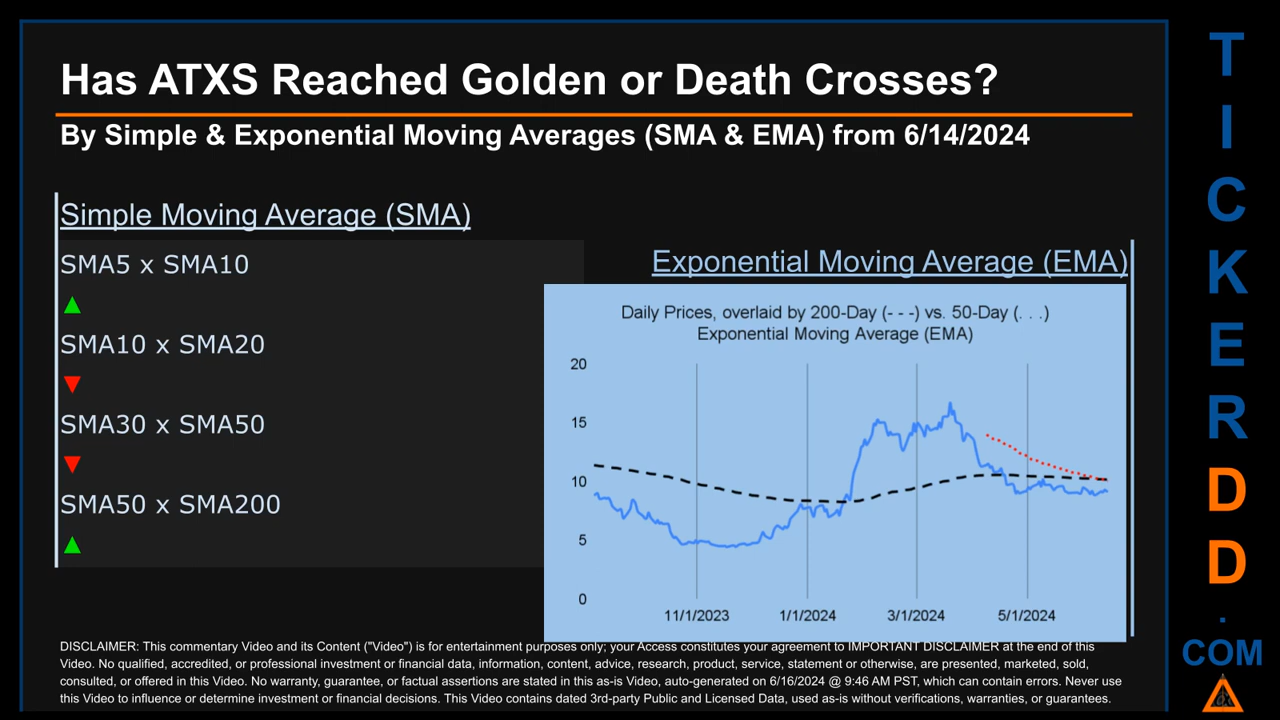 Has ATXS Reached Golden or Death Crosses?
By Simple & Exponential Moving Averages (SMA & EMA) from 6/14/2024
Simple Moving Average (SMA)
SMA5 x SMA10
▲
SMA10 x SMA20
▼
SMA30 x SMA50
▼
SMA50 x SMA200
▲
Exponential Moving Average (EMA)
Daily Prices, overlaid by 200-Day (- - -) vs. 50-Day (. . .)
Exponential Moving Average (EMA)
20
15
10
5
0
11/1/2023 1/1/2024 3/1/2024 5/1/2024
DISCLAIMER: This commentary Video and its Content ("Video") is for entertainment purposes only; your Access constitutes your agreement to IMPORTANT DISCLAIMER at the end of this
Video. No qualified, accredited, or professional investment or financial data, information, content, advice, research, product, service, statement or otherwise, are presented, marketed, sold,
consulted, or offered in this Video. No warranty, guarantee, or factual assertions are stated in this as-is Video, auto-generated on 6/16/2024 @ 9:46 AM PST, which can contain errors. Never use
this Video to influence or determine investment or financial decisions. This Video contains dated 3rd-party Public and Licensed Data, used as-is without verifications, warranties, or guarantees.
T
I
C
K
E
R
D
D
.
COM